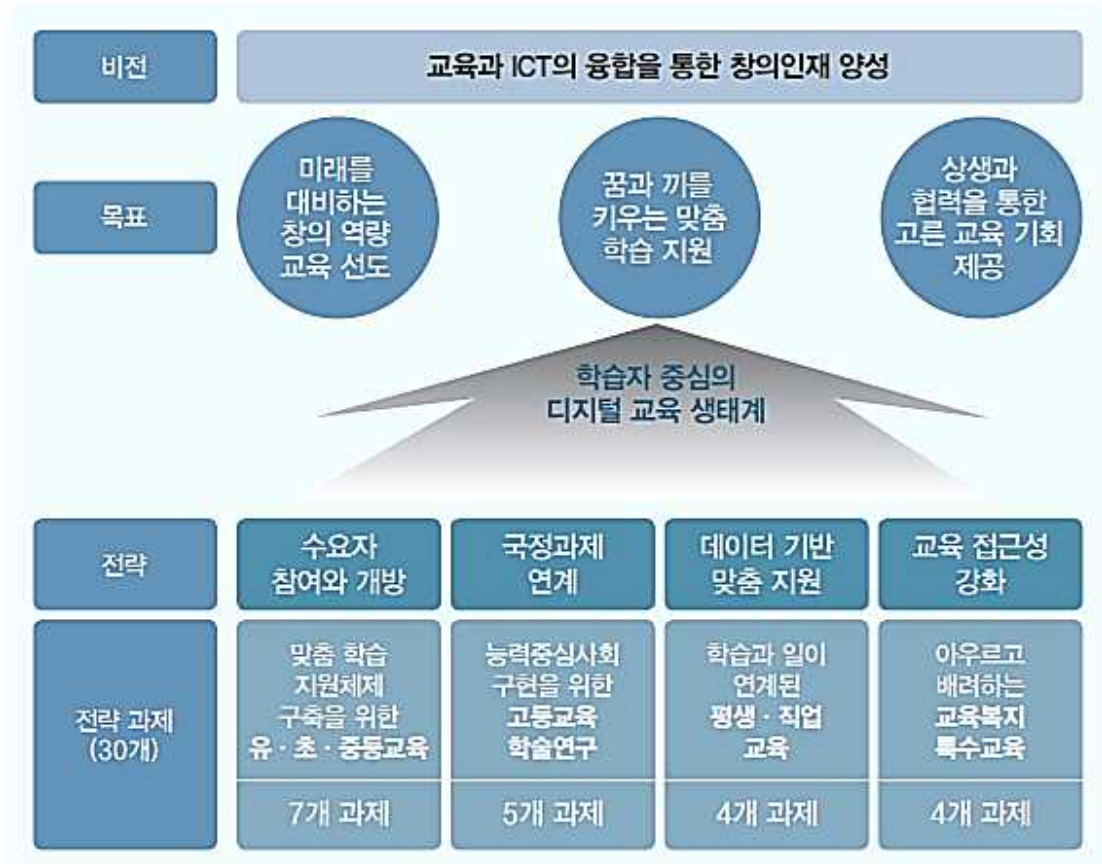 비전
교육과 ICT의 융합을 통한 창의인재 양성
목표
미래를
대비하는
창의 역량
교육 선도
꿈과 끼를
키우는 맞춤
학습 지원
상생과
협력을 통한
고른 교육 기회
제공
학습자 중심의
디지털 교육 생태계
전략
수요자
참여와 개방
국정과제
연계
데이터 기반
맞춤 지원
교육 접근성
강화
전략 과제
(30개)
맞춤 학습
지원체제
구축을 위한
유 · 초 · 중등교육
7개 과제
능력중심사회
구현을 위한
고등교육
학술연구
5개 과제
학습과 일이
연계된
평생 · 직업
교육
4개 과제
아우르고
배려하는
교육복지
특수교육
4개 과제